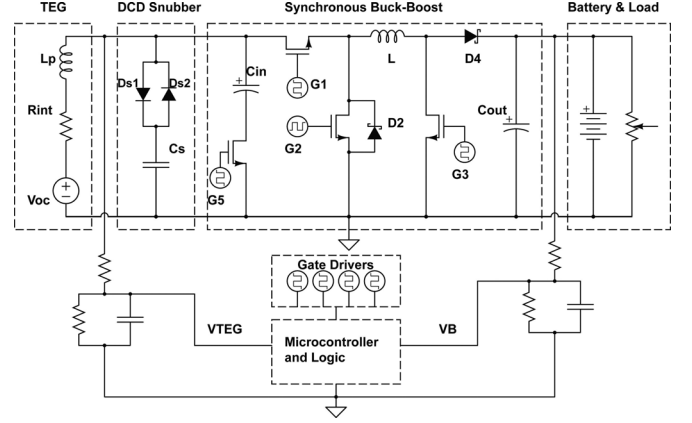 TEG
DCD Snubber
Synchronous Buck-Boost
Battery & Load
Lp
Rint
Voc
Ds1
Ds2
Cs
Cin
G5
G1
G2
D2
L
G3
D4
Cout
Gate Drivers
VTEG
VB
Microcontroller
and Logic